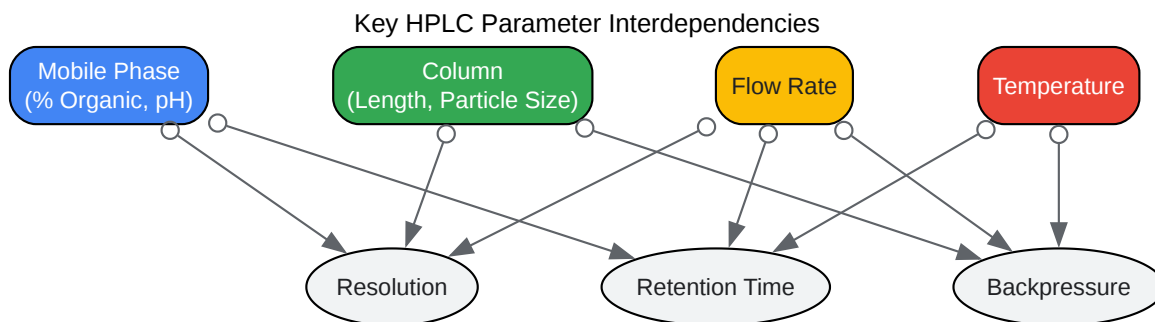 Key HPLC Parameter Interdependencies
Mobile Phase
(% Organic, pH)
Column
(Length, Particle Size)
Flow Rate
Temperature
Resolution
Retention Time
Backpressure